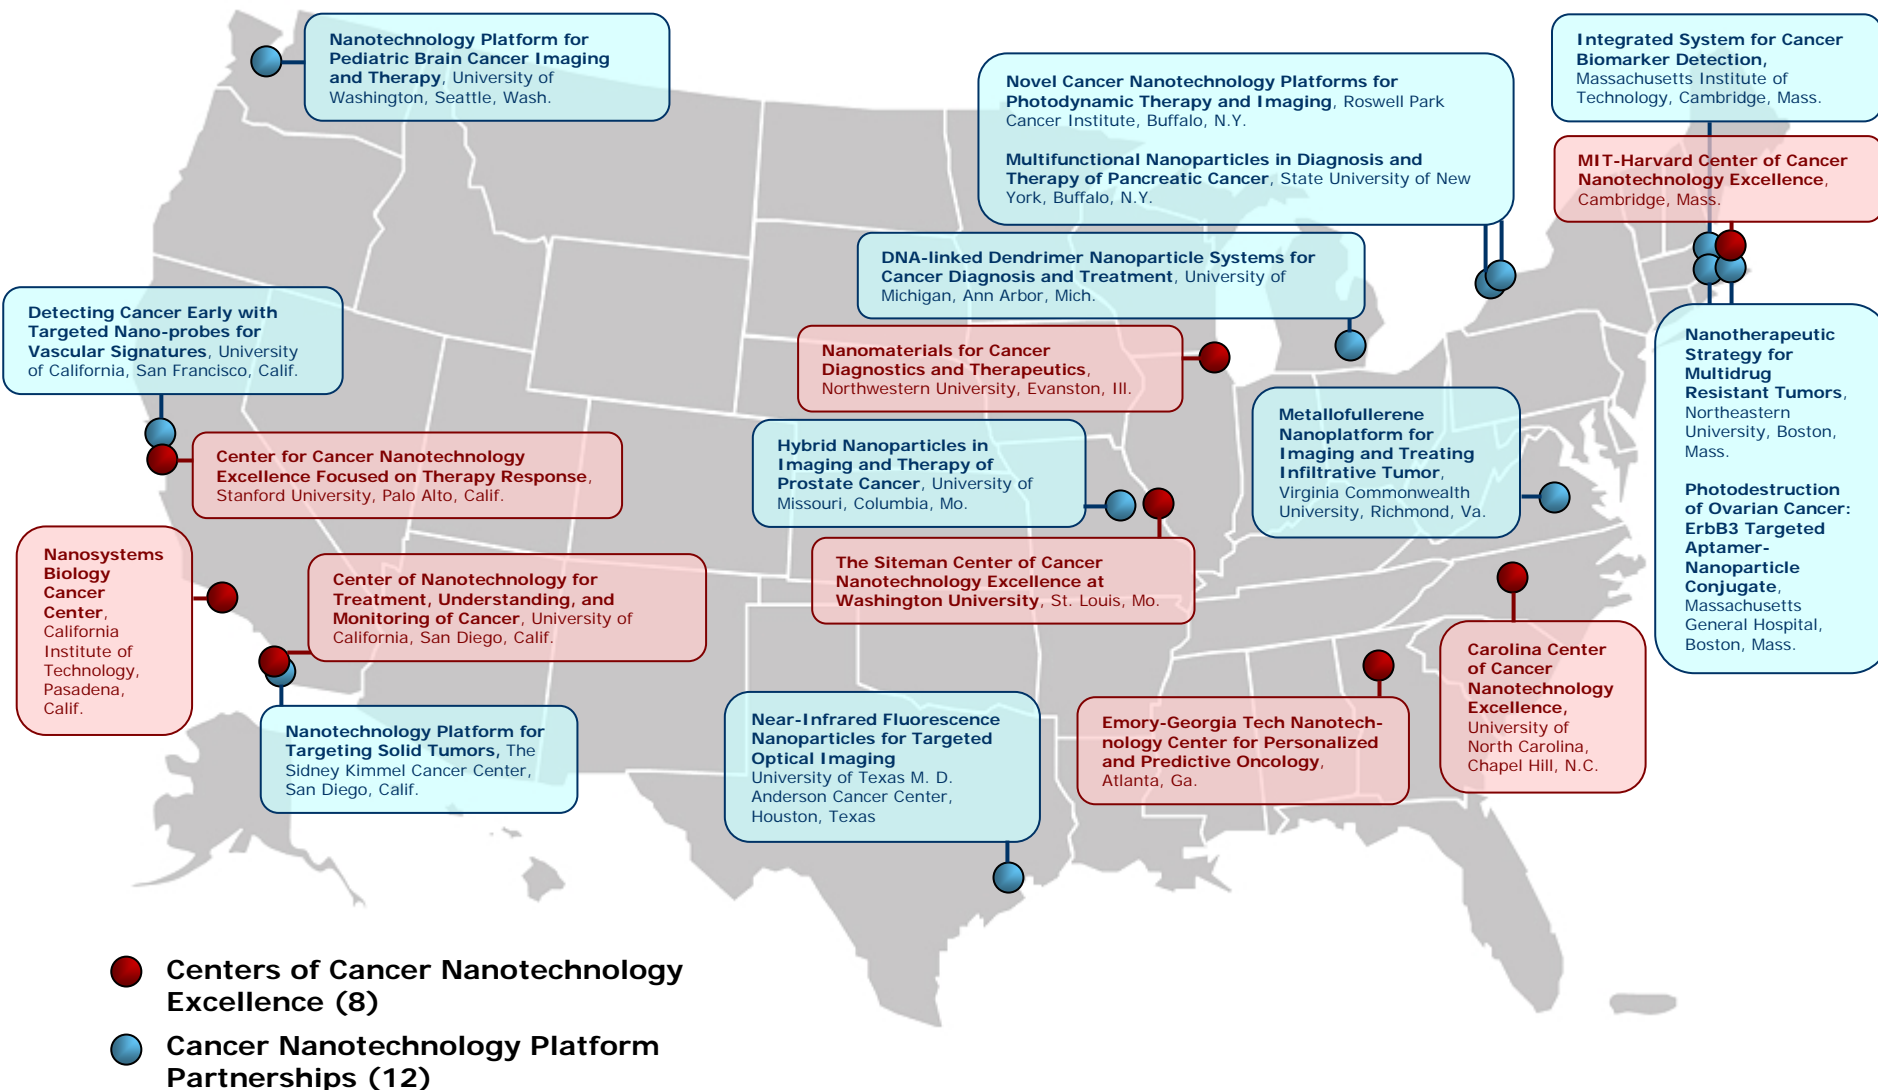 Nanotechnology Platform for
Pediatric Brain Cancer Imaging
and Therapy, University of
Washington, Seattle, Wash.
Novel Cancer Nanotechnology Platforms for
Photodynamic Therapy and Imaging, Roswell Park
Cancer Institute, Buffalo, N.Y.
Multifunctional Nanoparticles in Diagnosis and
Therapy of Pancreatic Cancer, State University of New
York, Buffalo, N.Y.
Integrated System for Cancer
Biomarker Detection,
Massachusetts Institute of
Technology, Cambridge, Mass.
MIT-Harvard Center of Cancer
Nanotechnology Excellence,
Cambridge, Mass.
DNA-linked Dendrimer Nanoparticle Systems for
Cancer Diagnosis and Treatment, University of
Michigan, Ann Arbor, Mich.
Detecting Cancer Early with
Targeted Nano-probes for
Vascular Signatures, University
of California, San Francisco, Calif.
Nanomaterials for Cancer
Diagnostics and Therapeutics,
Northwestern University, Evanston, Ill.
Nanotherapeutic
Strategy for
Multidrug
Resistant Tumors,
Northeastern
University, Boston,
Mass.
Photodestruction
of Ovarian Cancer:
ErbB3 Targeted
Aptamer-
Nanoparticle
Conjugate,
Massachusetts
General Hospital,
Boston, Mass.
Metallofullerene
Nanoplatform for
Imaging and Treating
Infiltrative Tumor,
Virginia Commonwealth
University, Richmond, Va.
Center for Cancer Nanotechnology
Excellence Focused on Therapy Response,
Stanford University, Palo Alto, Calif.
Hybrid Nanoparticles in
Imaging and Therapy of
Prostate Cancer, University of
Missouri, Columbia, Mo.
Nanosystems
Biology
Cancer
Center,
California
Institute of
Technology,
Pasadena,
Calif.
Center of Nanotechnology for
Treatment, Understanding, and
Monitoring of Cancer, University of
California, San Diego, Calif.
The Siteman Center of Cancer
Nanotechnology Excellence at
Washington University, St. Louis, Mo.
Carolina Center
of Cancer
Nanotechnology
Excellence,
University of
North Carolina,
Chapel Hill, N.C.
Nanotechnology Platform for
Targeting Solid Tumors, The
Sidney Kimmel Cancer Center,
San Diego, Calif.
Near-Infrared Fluorescence
Nanoparticles for Targeted
Optical Imaging
University of Texas M. D.
Anderson Cancer Center,
Houston, Texas
Emory-Georgia Tech Nanotech-
nology Center for Personalized
and Predictive Oncology,
Atlanta, Ga.
Centers of Cancer Nanotechnology
Excellence (8)
Cancer Nanotechnology Platform
Partnerships (12)